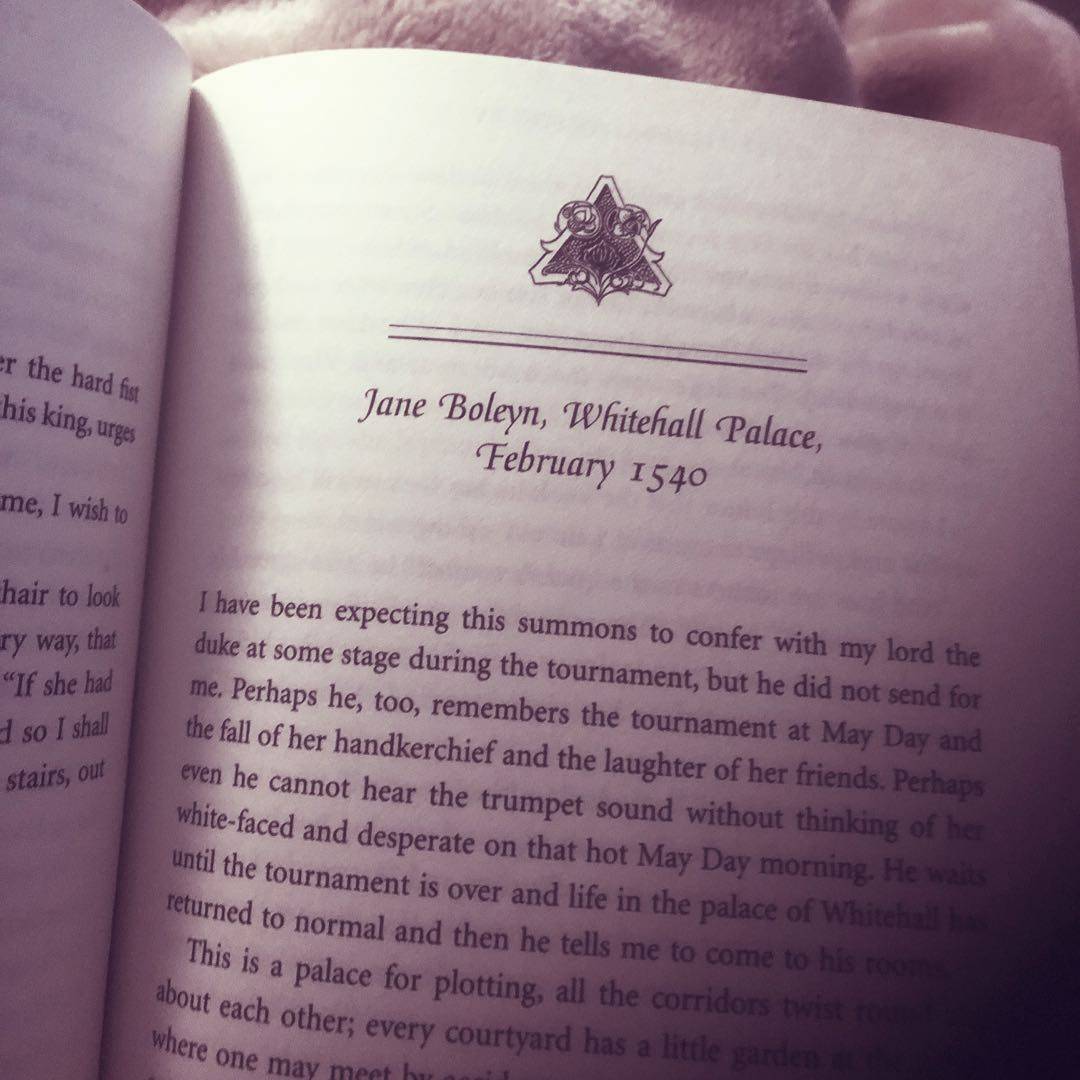 er the hard fist
his king, urges
me, I wish to
hair to look
ry way, that
"If she had
d so I shall
stairs, out
Jane Boleyn, Whitehall Palace,
February 1540
I have been expecting this summons to confer with my lord the
duke at some stage during the tournament, but he did not send for
me. Perhaps he, too, remembers the tournament at May Day and
the fall of her handkerchief and the laughter of her friends. Perhaps
even he cannot hear the trumpet sound without thinking of her
white-faced and desperate on that hot May Day morning. He waits
until the tournament is over and life in the palace of Whitehall has
returned to normal and then he tells me to come to his rooms
This is a palace for plotting, all the corridors twist
about each other; every courtyard has a little garden at
where one may meet by